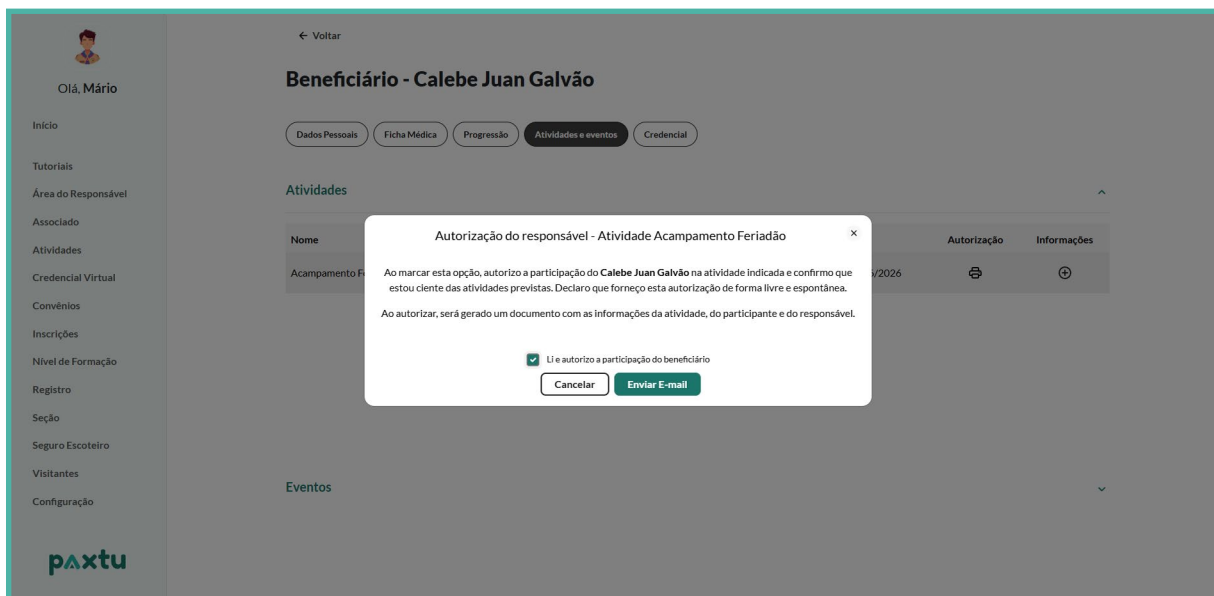 Olá, Mário
Início
Tutoriais
Área do Responsável
Associado
Atividades
Credencial Virtual
Convênios
Inscrições
Nível de Formação
Registro
Seção
Seguro Escoteiro
Visitantes
Configuração
paxtu
← Voltar
Beneficiário - Calebe Juan Galvão
Dados Pessoais Ficha Médica Progressão Atividades e eventos Credencial
Atividades
Nome Autorização Informações
Acampamento /2026
Autorização do responsável - Atividade Acampamento Feriadão ×
Ao marcar esta opção, autorizo a participação do Calebe Juan Galvão na atividade indicada e confirmo que
estou ciente das atividades previstas. Declaro que forneço esta autorização de forma livre e espontânea.
Ao autorizar, será gerado um documento com as informações da atividade, do participante e do responsável.
Li e autorizo a participação do beneficiário
Cancelar Enviar E-mail
Eventos